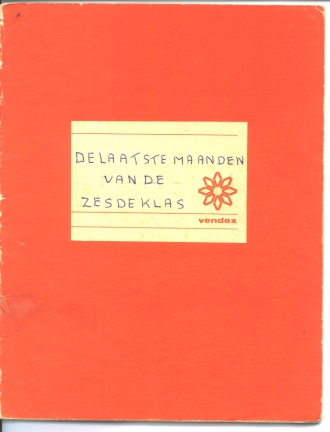 DE LAATSTE MAANDEN
VAN DE
ZESDE KLAS
vendex